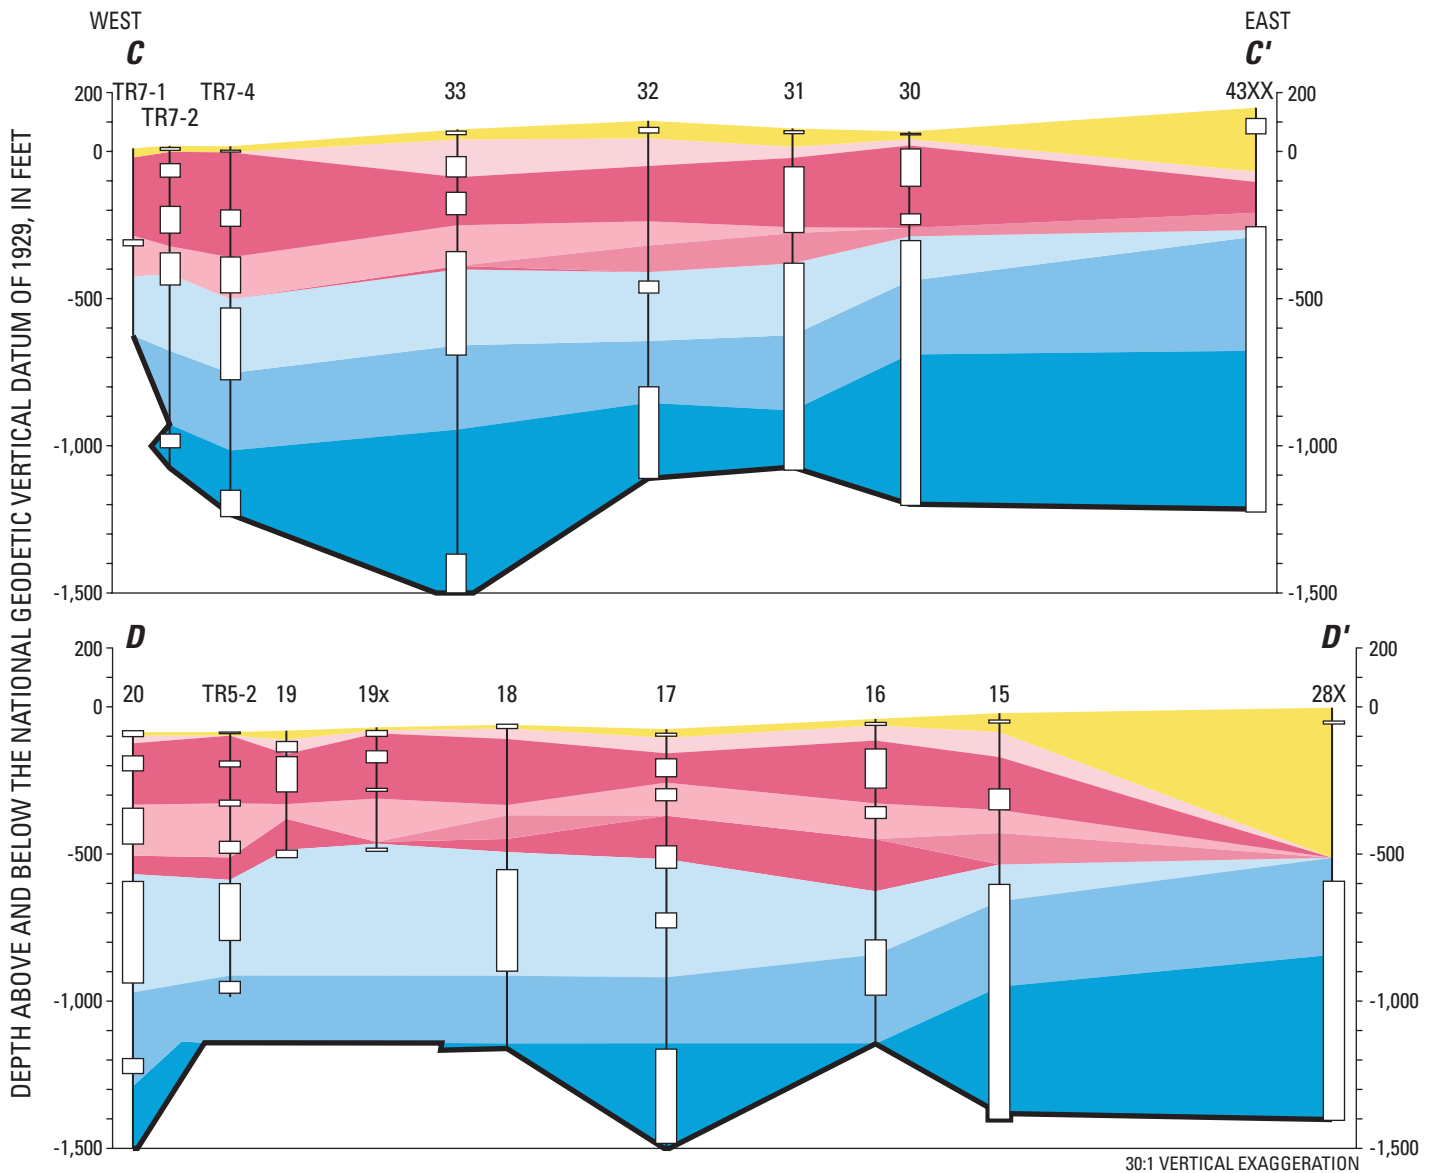 WEST EAST
C C'
TR7-1 TR7-4 33 32 31 30 43XX
TR7-2
200 200
0 0
-500 -500
-1,000 -1,000
-1,500 -1,500
DEPTH ABOVE AND BELOW THE NATIONAL GEODETIC VERTICAL DATUM OF 1929, IN FEET
D D'
200 200
20 TR5-2 19 19x 18 17 16 15 28X
0 0
-500 -500
-1,000 -1,000
-1,500 -1,500
30:1 VERTICAL EXAGGERATION